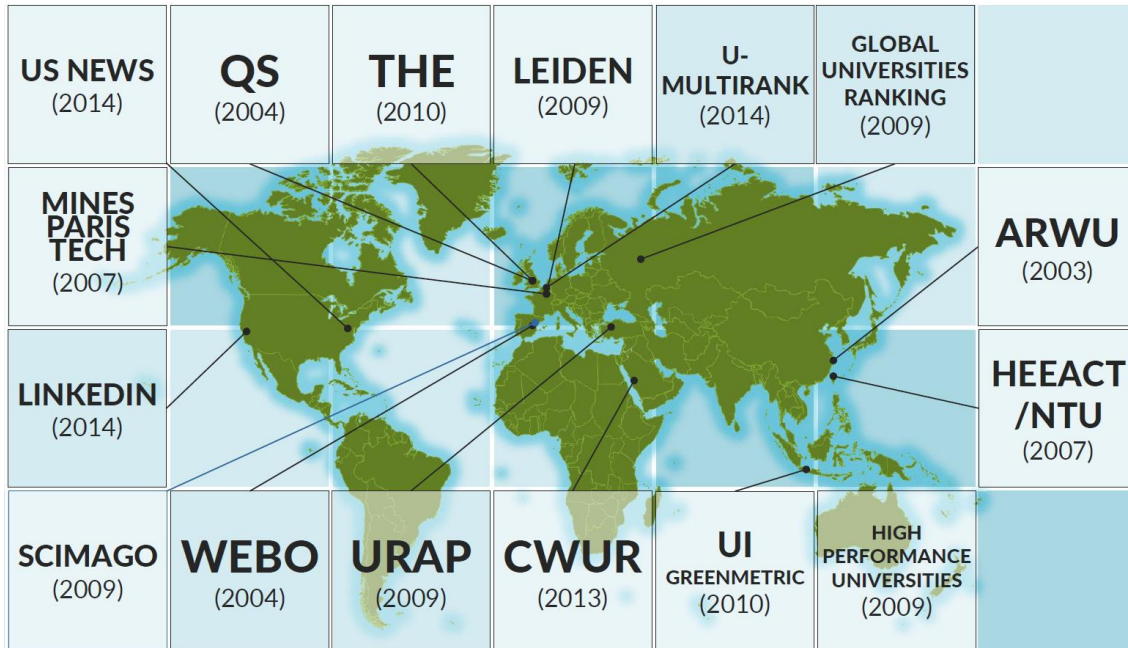 US NEWS
(2014)
QS
(2004)
THE
(2010)
LEIDEN
(2009)
U-
MULTIRANK
(2014)
GLOBAL
UNIVERSITIES
RANKING
(2009)
MINES
PARIS
TECH
(2007)
ARWU
(2003)
LINKEDIN
(2014)
HEEACT
/NTU
(2007)
SCIMAGO
(2009)
WEBO
(2004)
URAP
(2009)
CWUR
(2013)
UI
GREENMETRIC
(2010)
HIGH
PERFORMANCE
UNIVERSITIES
(2009)